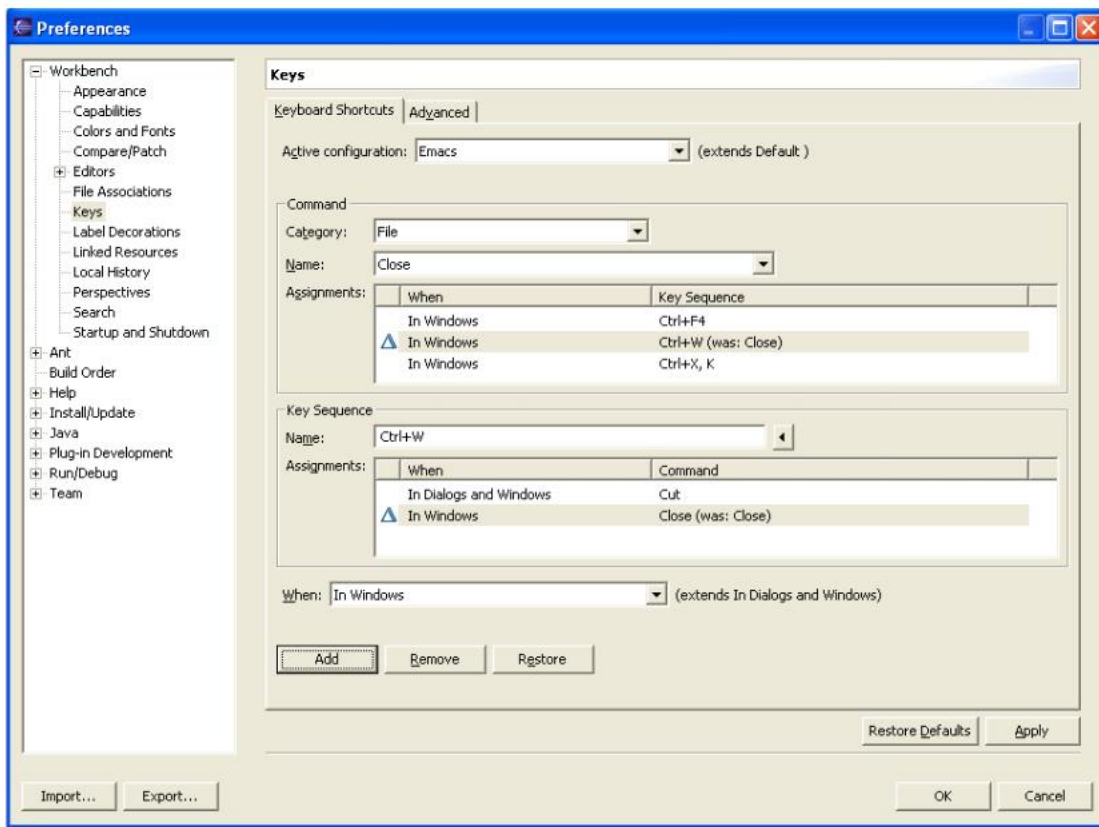 Preferences
Workbench
Appearance
Capabilities
Colors and Fonts
Compare/Patch
Editors
File Associations
Keys
Label Decorations
Linked Resources
Local History
Perspectives
Search
Startup and Shutdown
Ant
Build Order
Help
Install/Update
Java
Plug-in Development
Run/Debug
Team
Keys
Keyboard Shortcuts Advanced
Active configuration: Emacs (extends Default )
Command
Category: File
Name: Close
Assignments: When Key Sequence
In Windows Ctrl+F4
In Windows Ctrl+W (was: Close)
In Windows Ctrl+X, K
Key Sequence
Name: Ctrl+W
Assignments: When Command
In Dialogs and Windows Cut
In Windows Close (was: Close)
When: In Windows (extends In Dialogs and Windows)
Add Remove Restore
Restore Defaults Apply
Import... Export... OK Cancel